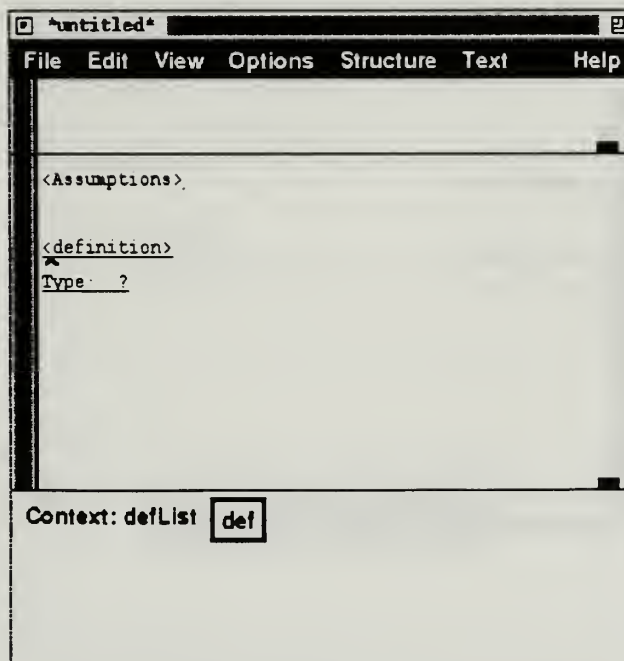 *untitled*
File Edit View Options Structure Text Help
<Assumptions>
<definition>
Type ?
Context: defList def